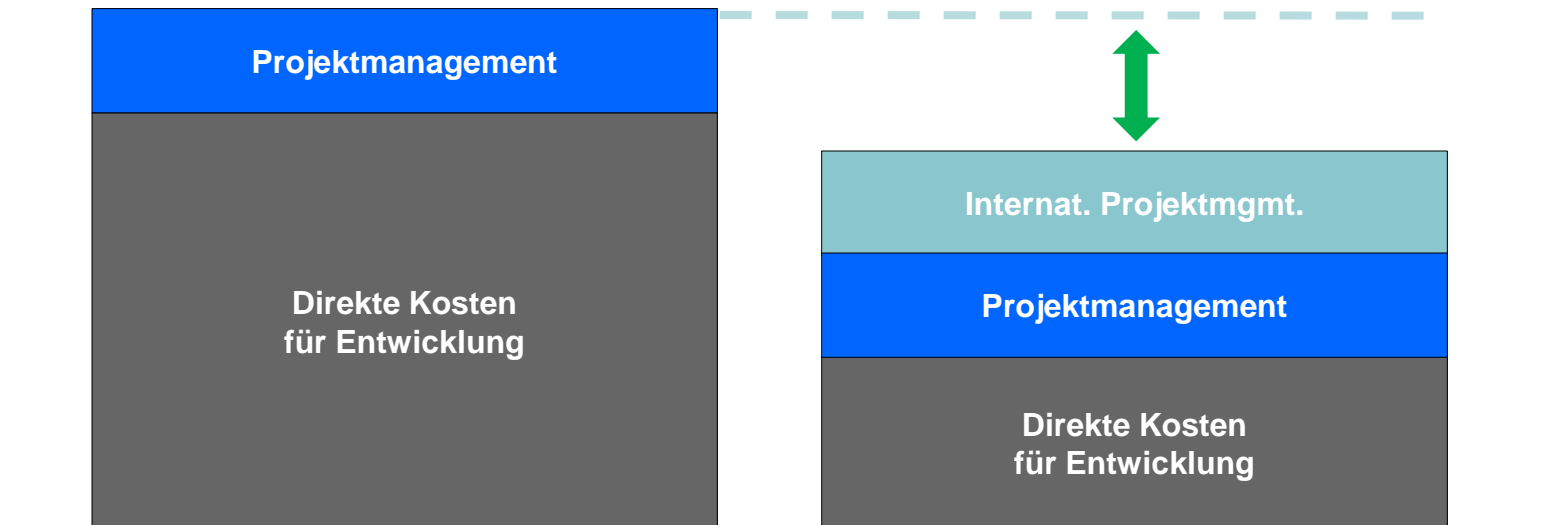 Projektmanagement
Direkte Kosten
für Entwicklung
Internat. Projektmgmt.
Projektmanagement
Direkte Kosten
für Entwicklung